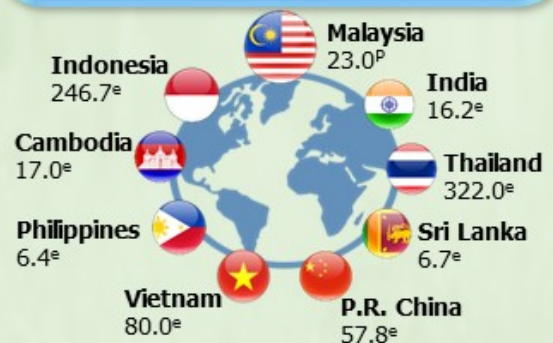 Malaysia
23.0ᵖ
Indonesia
246.7ᵉ
India
16.2ᵉ
Cambodia
17.0ᵉ
Thailand
322.0ᵉ
Philippines
6.4ᵉ
Sri Lanka
6.7ᵉ
Vietnam
80.0ᵉ
P.R. China
57.8ᵉ